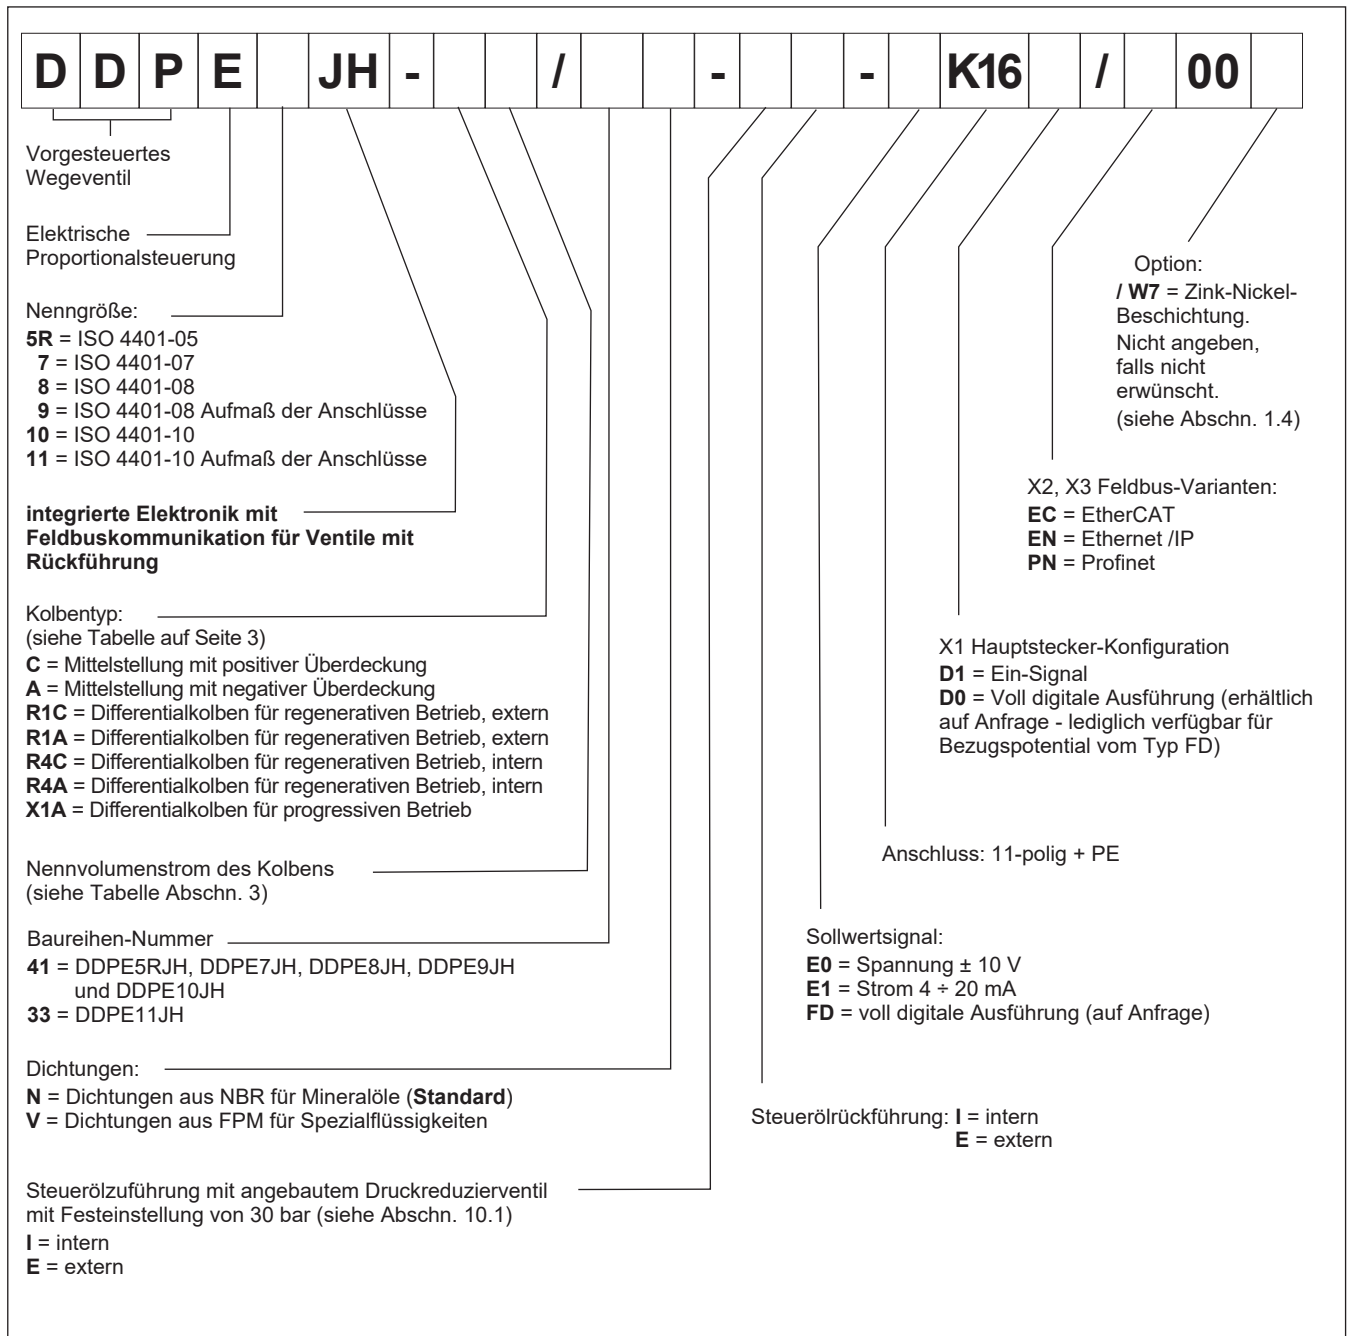 D D P E JH - / - - K16 / 00
Vorgesteuertes
Wegeventil
Elektrische
Proportionalsteuerung
Nenngröße:
5R = ISO 4401-05
7 = ISO 4401-07
8 = ISO 4401-08
9 = ISO 4401-08 Aufmaß der Anschlüsse
10 = ISO 4401-10
11 = ISO 4401-10 Aufmaß der Anschlüsse
integrierte Elektronik mit
Feldbuskommunikation für Ventile mit
Rückführung
Kolbentyp:
(siehe Tabelle auf Seite 3)
C = Mittelstellung mit positiver Überdeckung
A = Mittelstellung mit negativer Überdeckung
R1C = Differentialkolben für regenerativen Betrieb, extern
R1A = Differentialkolben für regenerativen Betrieb, extern
R4C = Differentialkolben für regenerativen Betrieb, intern
R4A = Differentialkolben für regenerativen Betrieb, intern
X1A = Differentialkolben für progressiven Betrieb
Nennvolumenstrom des Kolbens
(siehe Tabelle Abschn. 3)
Baureihen-Nummer
41 = DDPE5RJH, DDPE7JH, DDPE8JH, DDPE9JH
und DDPE10JH
33 = DDPE11JH
Dichtungen:
N = Dichtungen aus NBR für Mineralöle (Standard)
V = Dichtungen aus FPM für Spezialflüssigkeiten
Steuerölzuführung mit angebautem Druckreduzierventil
mit Festeinstellung von 30 bar (siehe Abschn. 10.1)
I = intern
E = extern
Option:
/ W7 = Zink-Nickel-
Beschichtung.
Nicht angeben,
falls nicht
erwünscht.
(siehe Abschn. 1.4)
X2, X3 Feldbus-Varianten:
EC = EtherCAT
EN = Ethernet /IP
PN = Profinet
X1 Hauptstecker-Konfiguration
D1 = Ein-Signal
D0 = Voll digitale Ausführung (erhältlich
auf Anfrage - lediglich verfügbar für
Bezugspotential vom Typ FD)
Anschluss: 11-polig + PE
Sollwertsignal:
E0 = Spannung ± 10 V
E1 = Strom 4 ÷ 20 mA
FD = voll digitale Ausführung (auf Anfrage)
Steuerölrückführung: I = intern
E = extern